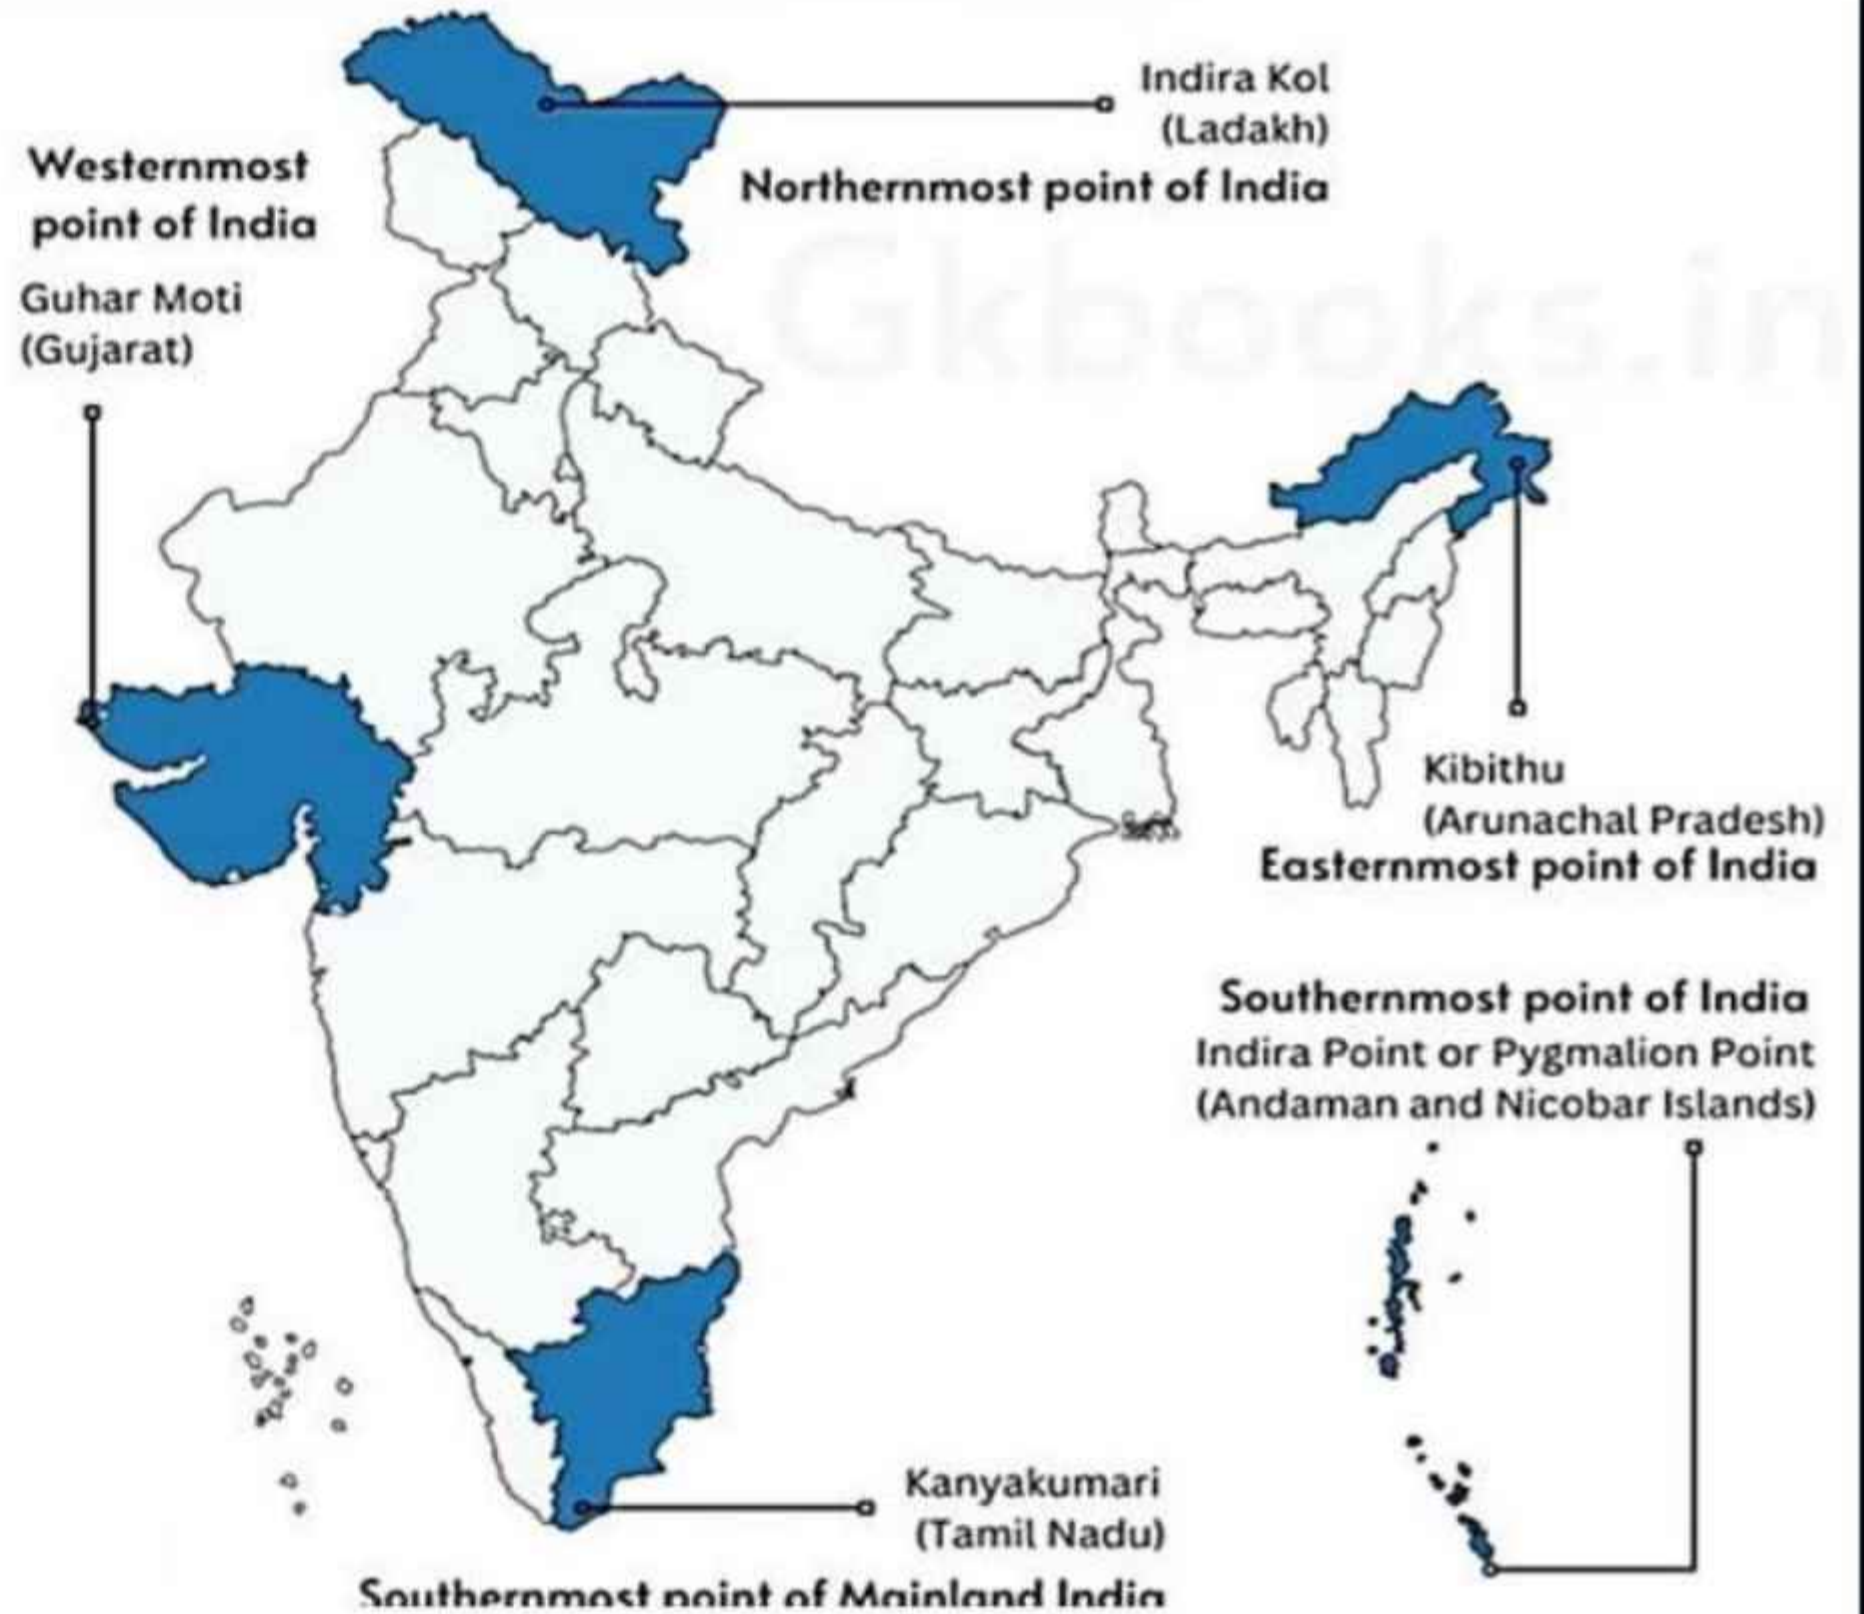 Indira Kol
(Ladakh)
Northernmost point of India
Westernmost
point of India
Guhar Moti
(Gujarat)
Gkbooks.in
Kibithu
(Arunachal Pradesh)
Easternmost point of India
Southernmost point of India
Indira Point or Pygmalion Point
(Andaman and Nicobar Islands)
Kanyakumari
(Tamil Nadu)
Southernmost point of Mainland India